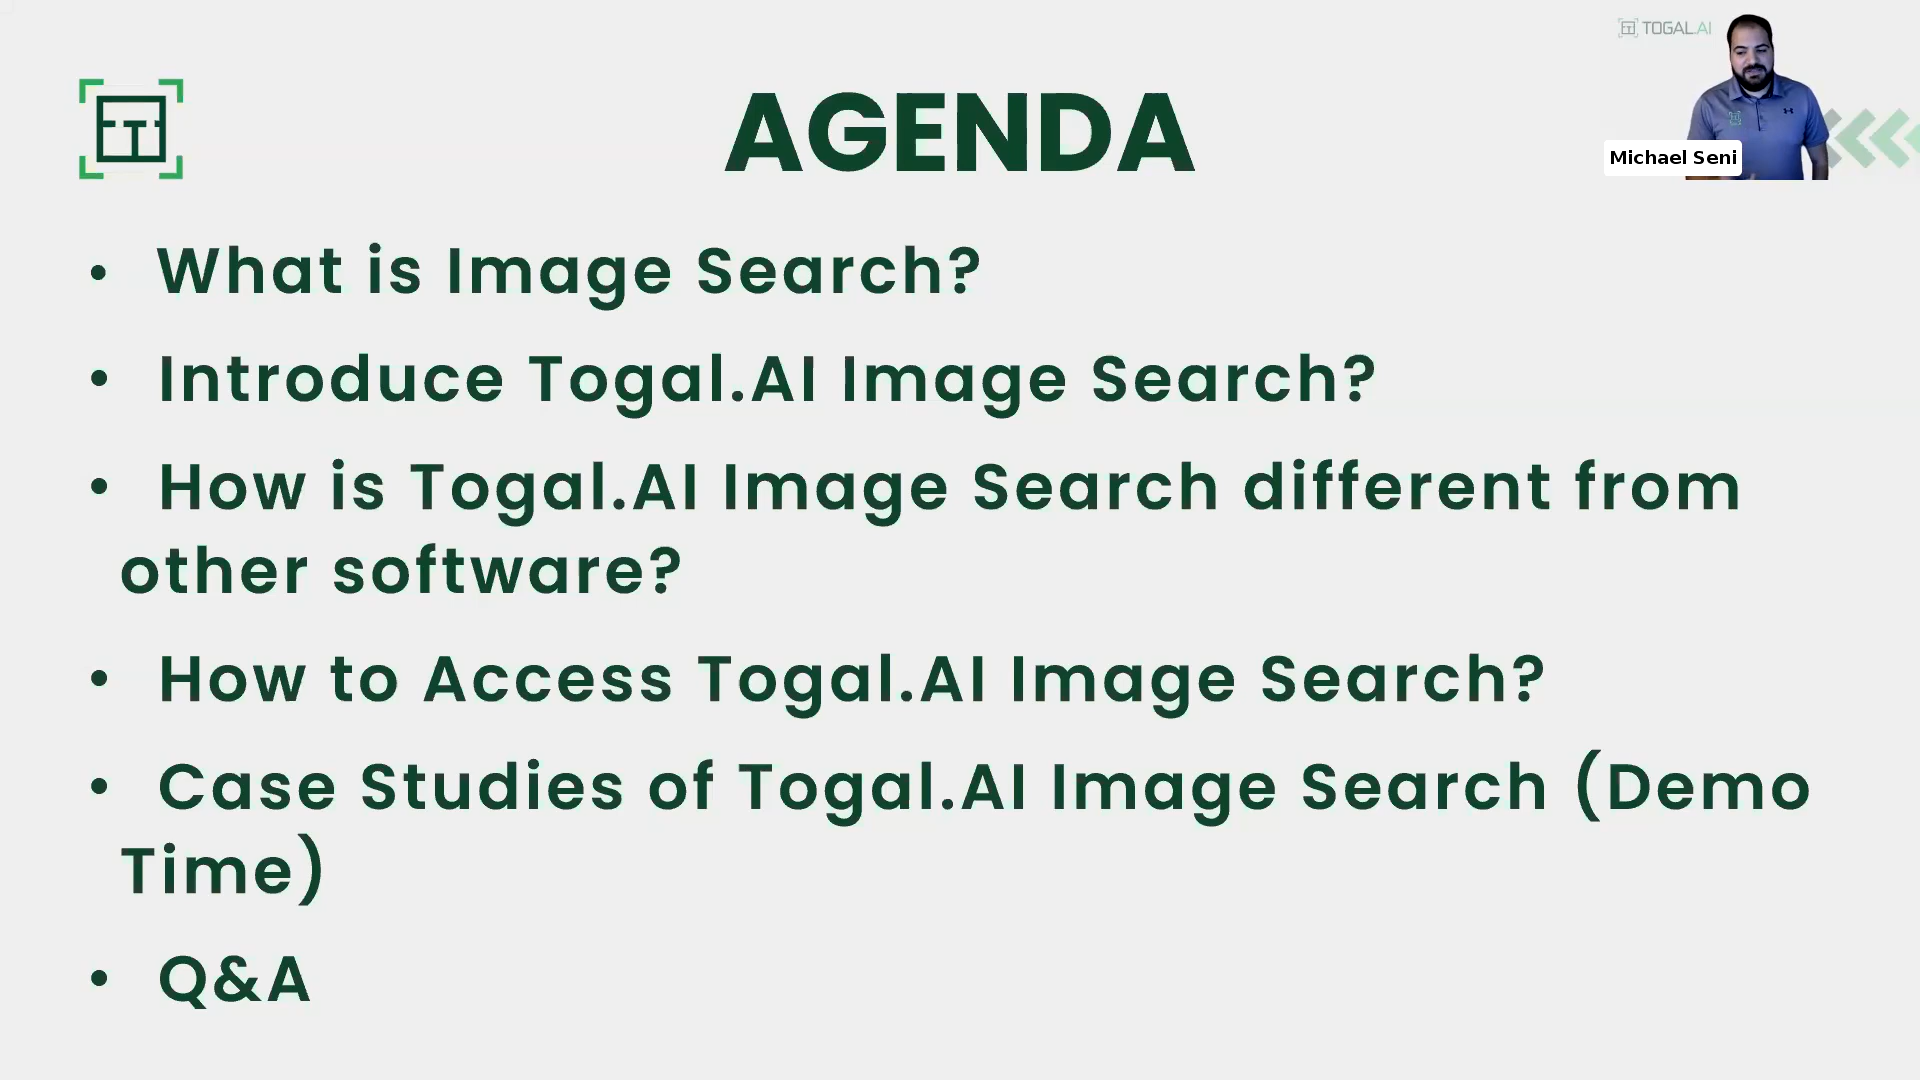 TOGAL.AI
AGENDA
Michael Seni
• What is Image Search?
• Introduce Togal.AI Image Search?
• How is Togal.AI Image Search different from
other software?
• How to Access Togal.AI Image Search?
• Case Studies of Togal.AI Image Search (Demo
Time)
• Q&A